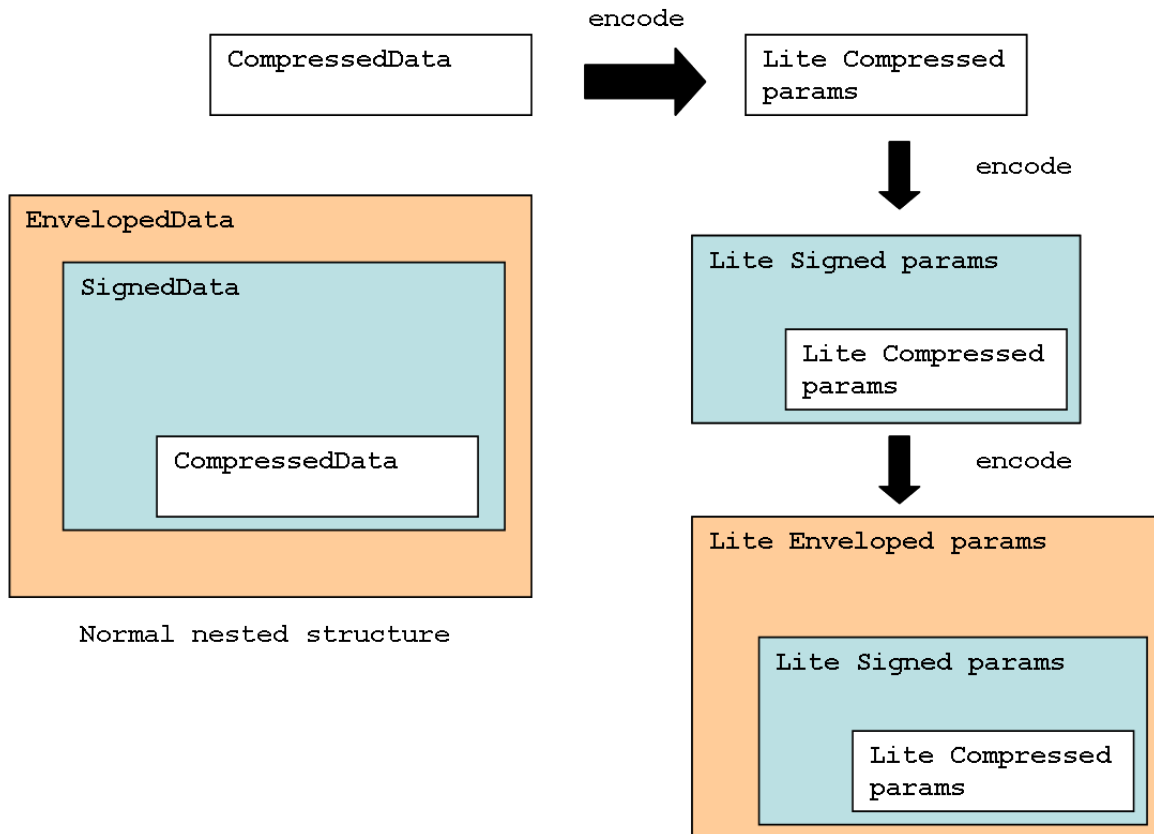 encode
CompressedData
Lite Compressed
params
encode
EnvelopedData
SignedData
CompressedData
Normal nested structure
Lite Signed params
Lite Compressed
params
encode
Lite Enveloped params
Lite Signed params
Lite Compressed
params